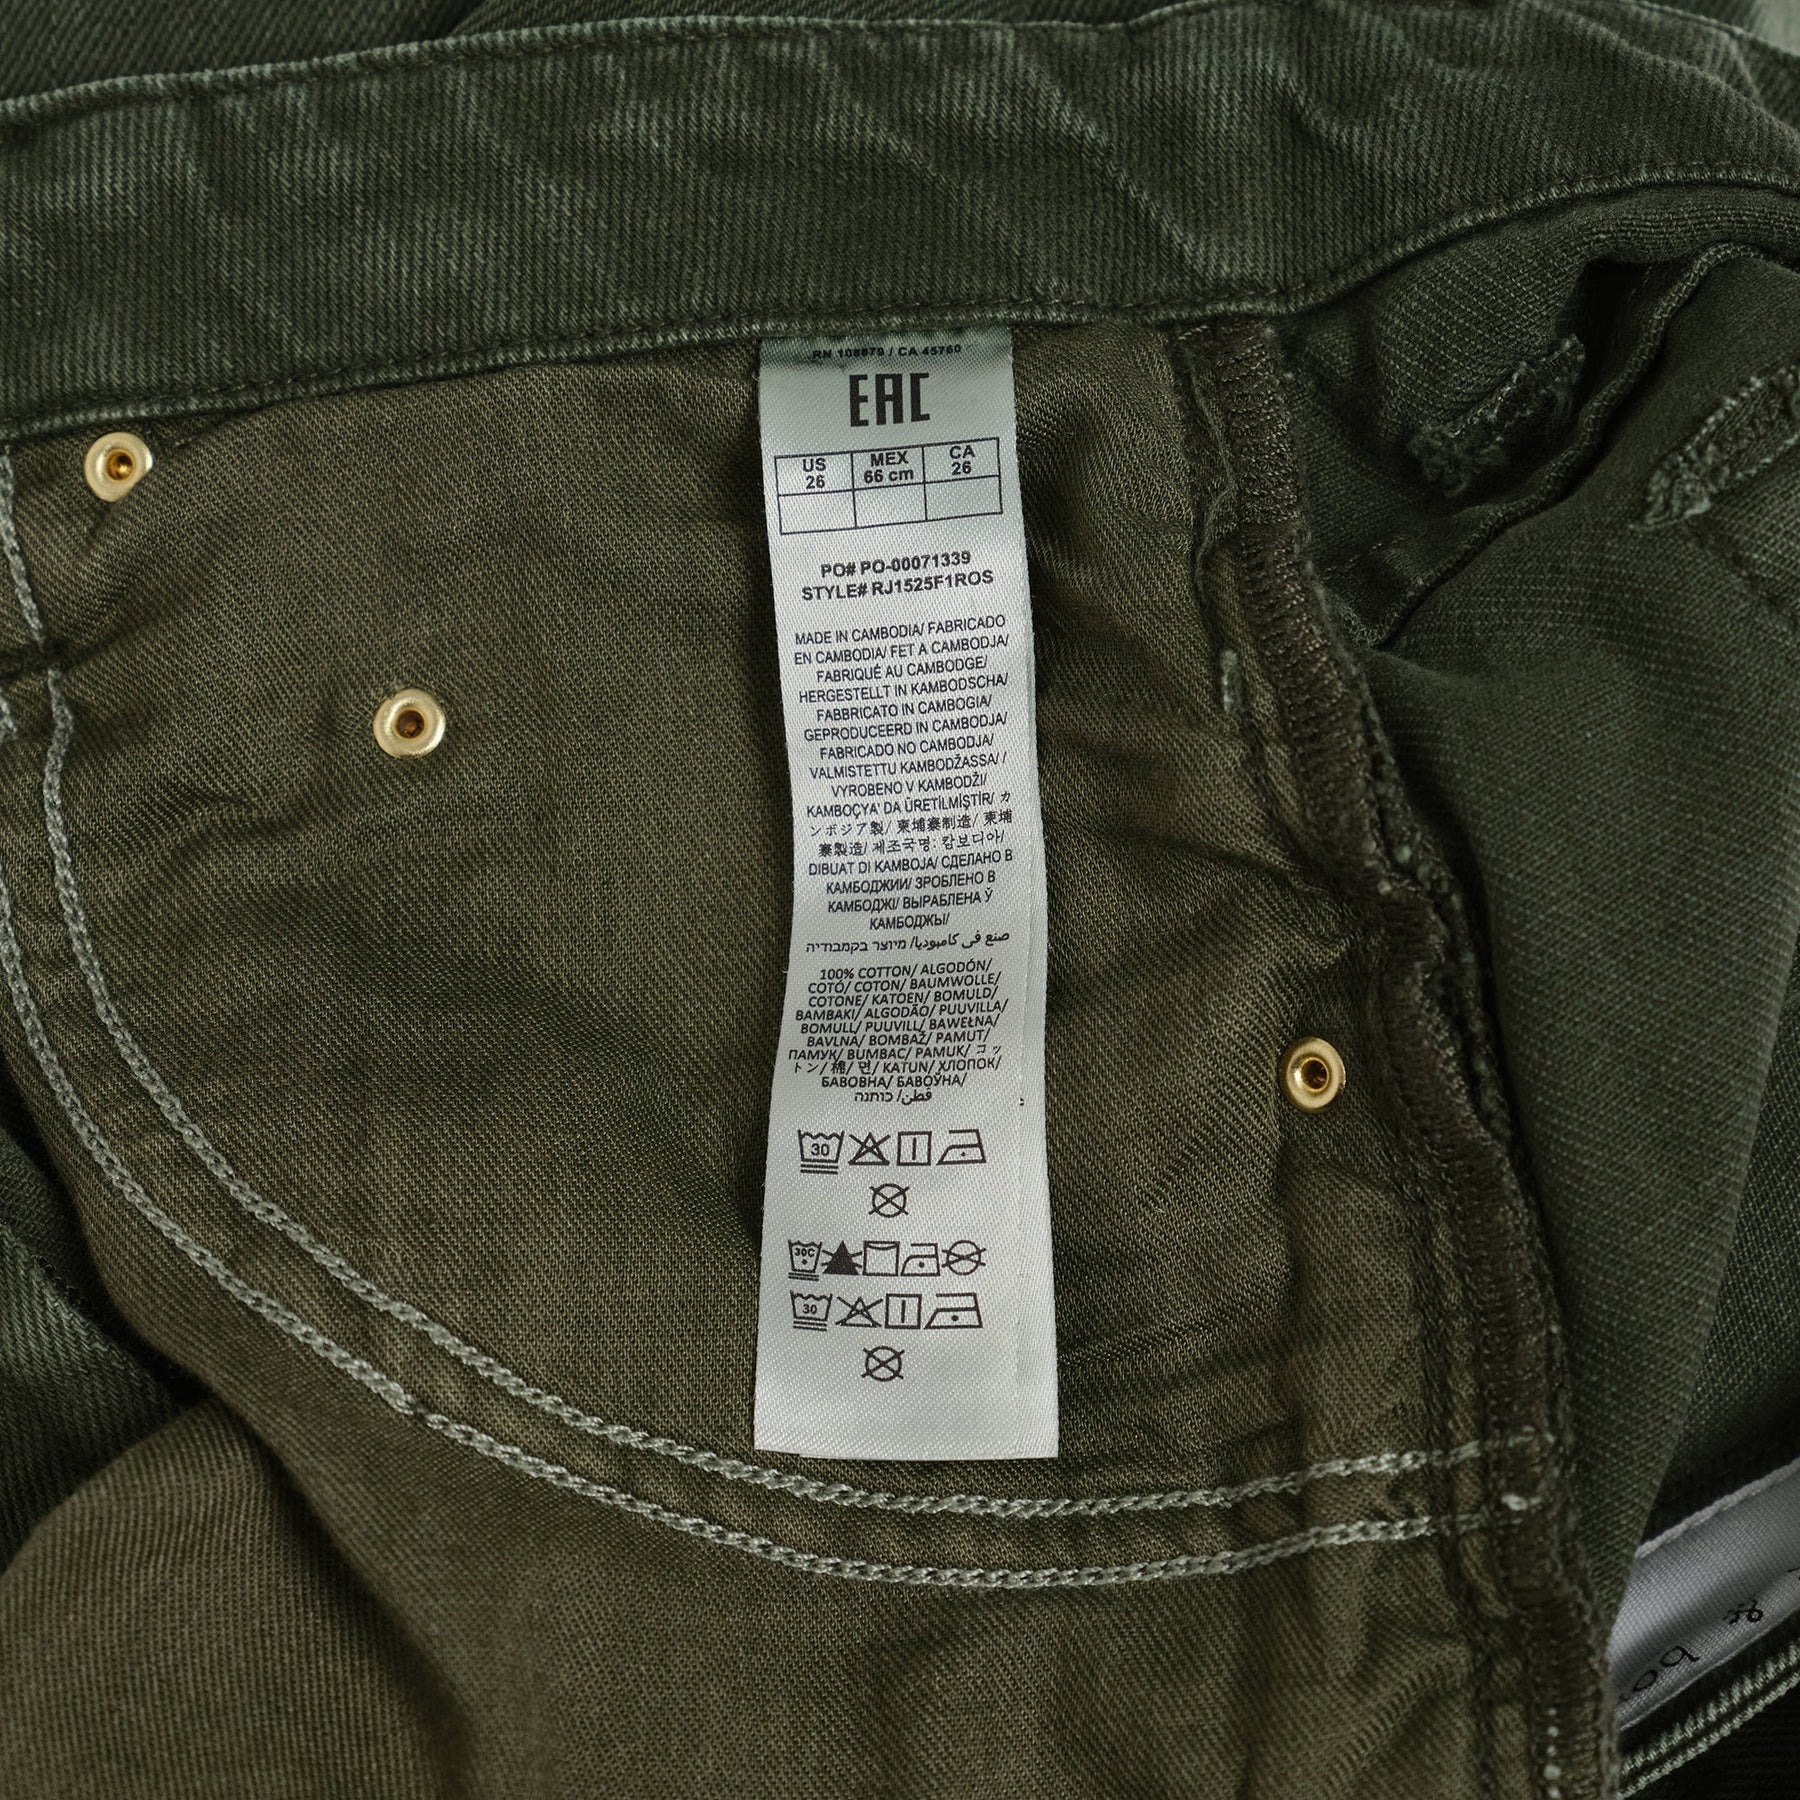 RN 108879 / CA 45760
EAC
US MEX CA
26 66 cm 26
PO# PO-00071339
STYLE# RJ1525F1ROS
MADE IN CAMBODIA/ FABRICADO
EN CAMBODIA/ FET A CAMBODJA/
FABRIQUÉ AU CAMBODGE/
HERGESTELLT IN KAMBODSCHA/
FABBRICATO IN CAMBOGIA/
GEPRODUCEERD IN CAMBODJA/
FABRICADO NO CAMBODJA/
VALMISTETTU KAMBODŽASSA/ /
VYROBENO V KAMBODŽI/
KAMBOÇYA' DA ÜRETİLMİŞTİR/ カ
ンボジア製/ 柬埔寨制造/ 柬埔
寨製造/ 제조국명: 캄보디아/
DIBUAT DI KAMBOJA/ СДЕЛАНО В
КАМБОДЖИИ/ ЗРОБЛЕНО В
КАМБОДЖІ/ ВЫРАБЛЕНА Ў
КАМБОДЖЫ/
صنع في كامبوديا/ מיוצר בקמבודיה
100% COTTON/ ALGODÓN/
COTÓ/ COTON/ BAUMWOLLE/
COTONE/ KATOEN/ BOMULD/
BAMBAKI/ ALGODÃO/ PUUVILLA/
BOMULL/ PUUVILL/ BAWEŁNA/
BAVLNA/ BOMBAŽ/ PAMUT/
ПАМУК/ BUMBAC/ PAMUK/ コッ
トン/ 棉/ 면/ KATUN/ ХЛОПОК/
БАВОВНА/ БАВОЎНА/
قطن/ כותנה
30
30C
30